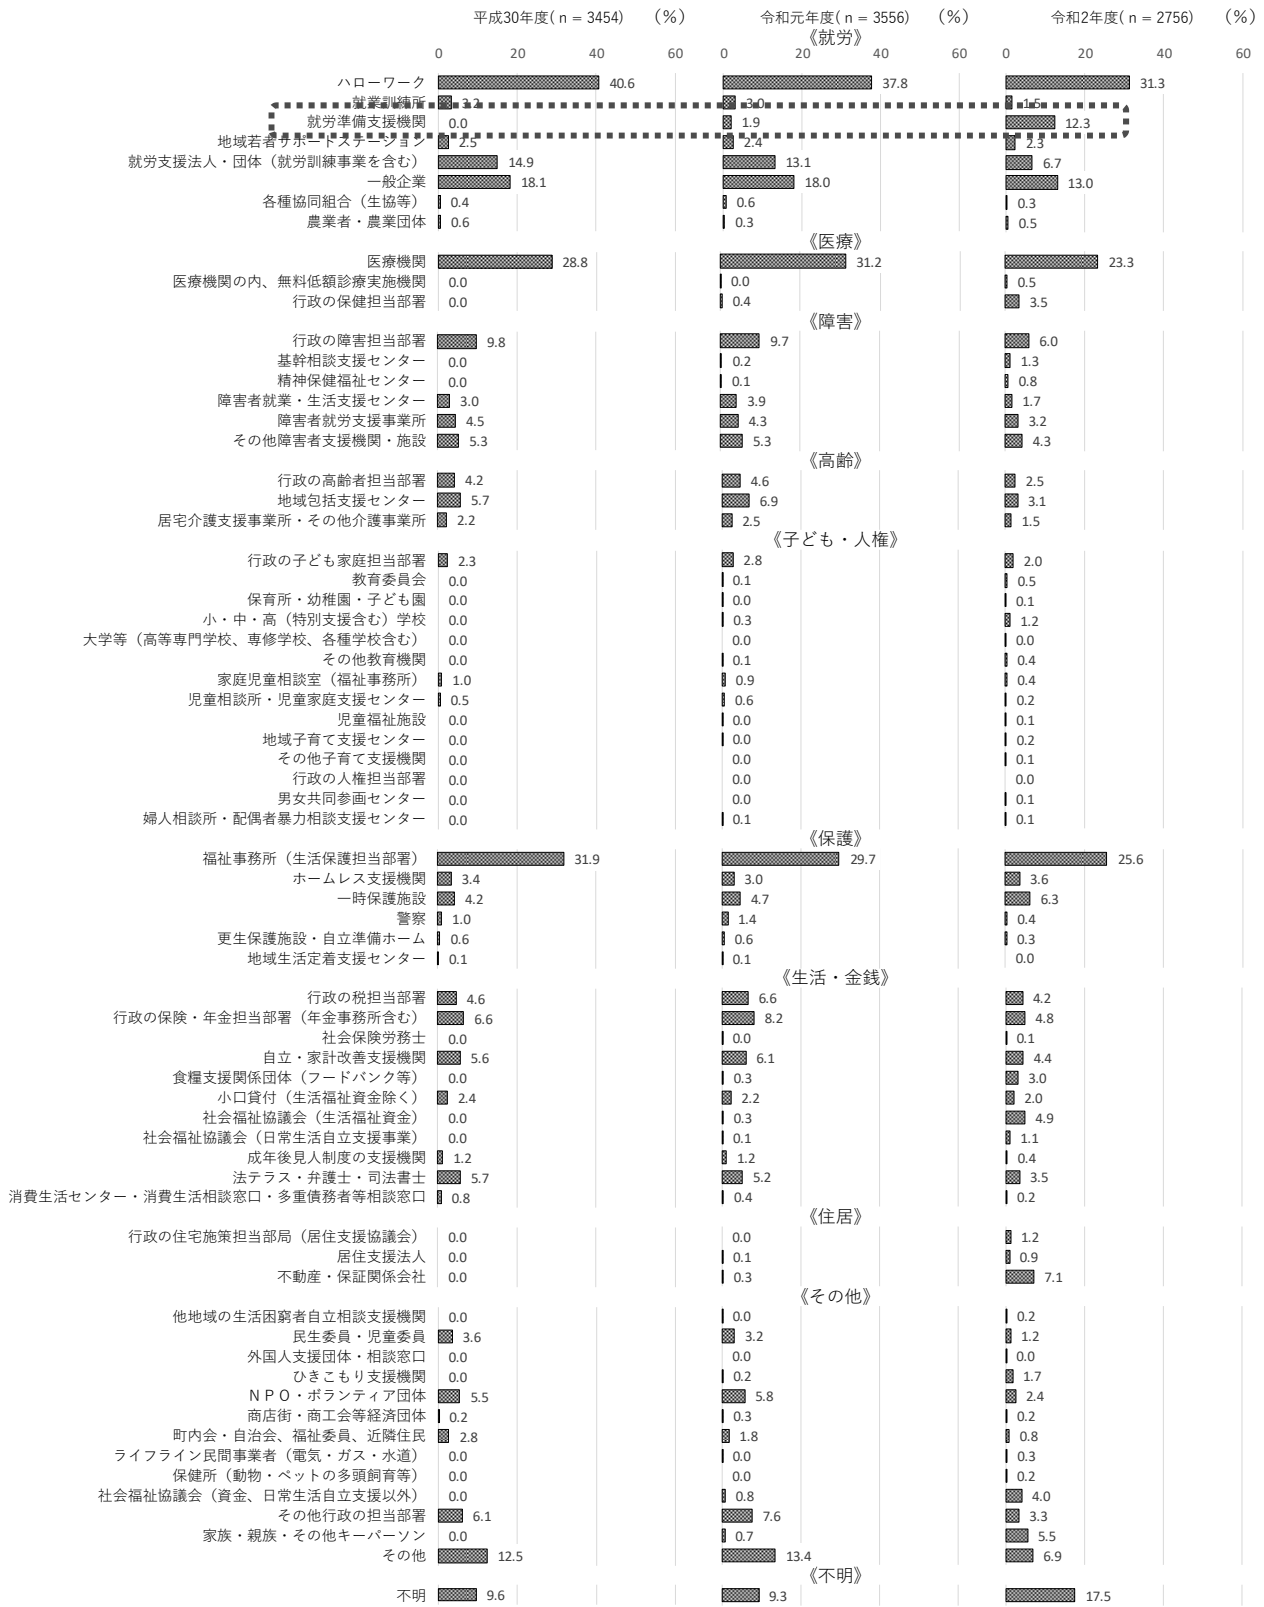 平成30年度( n = 3454) （%） 令和元年度( n = 3556) （%） 令和2年度( n = 2756) （%）
《就労》
0 20 40 60 0 20 40 60 0 20 40 60
ハローワーク 40.6 37.8 31.3
就業訓練所 3.2 3.0 1.5
就労準備支援機関 0.0 1.9 12.3
地域若者サポートステーション 2.5 2.4 2.3
就労支援法人・団体（就労訓練事業を含む） 14.9 13.1 6.7
一般企業 18.1 18.0 13.0
各種協同組合（生協等） 0.4 0.6 0.3
農業者・農業団体 0.6 0.3 0.5
《医療》
医療機関 28.8 31.2 23.3
医療機関の内、無料低額診療実施機関 0.0 0.0 0.5
行政の保健担当部署 0.0 0.4 3.5
《障害》
行政の障害担当部署 9.8 9.7 6.0
基幹相談支援センター 0.0 0.2 1.3
精神保健福祉センター 0.0 0.1 0.8
障害者就業・生活支援センター 3.0 3.9 1.7
障害者就労支援事業所 4.5 4.3 3.2
その他障害者支援機関・施設 5.3 5.3 4.3
《高齢》
行政の高齢者担当部署 4.2 4.6 2.5
地域包括支援センター 5.7 6.9 3.1
居宅介護支援事業所・その他介護事業所 2.2 2.5 1.5
《子ども・人権》
行政の子ども家庭担当部署 2.3 2.8 2.0
教育委員会 0.0 0.1 0.5
保育所・幼稚園・子ども園 0.0 0.0 0.1
小・中・高（特別支援含む）学校 0.0 0.3 1.2
大学等（高等専門学校、専修学校、各種学校含む） 0.0 0.0 0.0
その他教育機関 0.0 0.1 0.4
家庭児童相談室（福祉事務所） 1.0 0.9 0.4
児童相談所・児童家庭支援センター 0.5 0.6 0.2
児童福祉施設 0.0 0.0 0.1
地域子育て支援センター 0.0 0.0 0.2
その他子育て支援機関 0.0 0.0 0.1
行政の人権担当部署 0.0 0.0 0.0
男女共同参画センター 0.0 0.0 0.1
婦人相談所・配偶者暴力相談支援センター 0.0 0.1 0.1
《保護》
福祉事務所（生活保護担当部署） 31.9 29.7 25.6
ホームレス支援機関 3.4 3.0 3.6
一時保護施設 4.2 4.7 6.3
警察 1.0 1.4 0.4
更生保護施設・自立準備ホーム 0.6 0.6 0.3
地域生活定着支援センター 0.1 0.1 0.0
《生活・金銭》
行政の税担当部署 4.6 6.6 4.2
行政の保険・年金担当部署（年金事務所含む） 6.6 8.2 4.8
社会保険労務士 0.0 0.0 0.1
自立・家計改善支援機関 5.6 6.1 4.4
食糧支援関係団体（フードバンク等） 0.0 0.3 3.0
小口貸付（生活福祉資金除く） 2.4 2.2 2.0
社会福祉協議会（生活福祉資金） 0.0 0.3 4.9
社会福祉協議会（日常生活自立支援事業） 0.0 0.1 1.1
成年後見人制度の支援機関 1.2 1.2 0.4
法テラス・弁護士・司法書士 5.7 5.2 3.5
消費生活センター・消費生活相談窓口・多重債務者等相談窓口 0.8 0.4 0.2
《住居》
行政の住宅施策担当部局（居住支援協議会） 0.0 0.0 1.2
居住支援法人 0.0 0.1 0.9
不動産・保証関係会社 0.0 0.3 7.1
《その他》
他地域の生活困窮者自立相談支援機関 0.0 0.0 0.2
民生委員・児童委員 3.6 3.2 1.2
外国人支援団体・相談窓口 0.0 0.0 0.0
ひきこもり支援機関 0.0 0.2 1.7
ＮＰＯ・ボランティア団体 5.5 5.8 2.4
商店街・商工会等経済団体 0.2 0.3 0.2
町内会・自治会、福祉委員、近隣住民 2.8 1.8 0.8
ライフライン民間事業者（電気・ガス・水道） 0.0 0.0 0.3
保健所（動物・ペットの多頭飼育等） 0.0 0.0 0.2
社会福祉協議会（資金、日常生活自立支援以外） 0.0 0.8 4.0
その他行政の担当部署 6.1 7.6 3.3
家族・親族・その他キーパーソン 0.0 0.7 5.5
その他 12.5 13.4 6.9
《不明》
不明 9.6 9.3 17.5